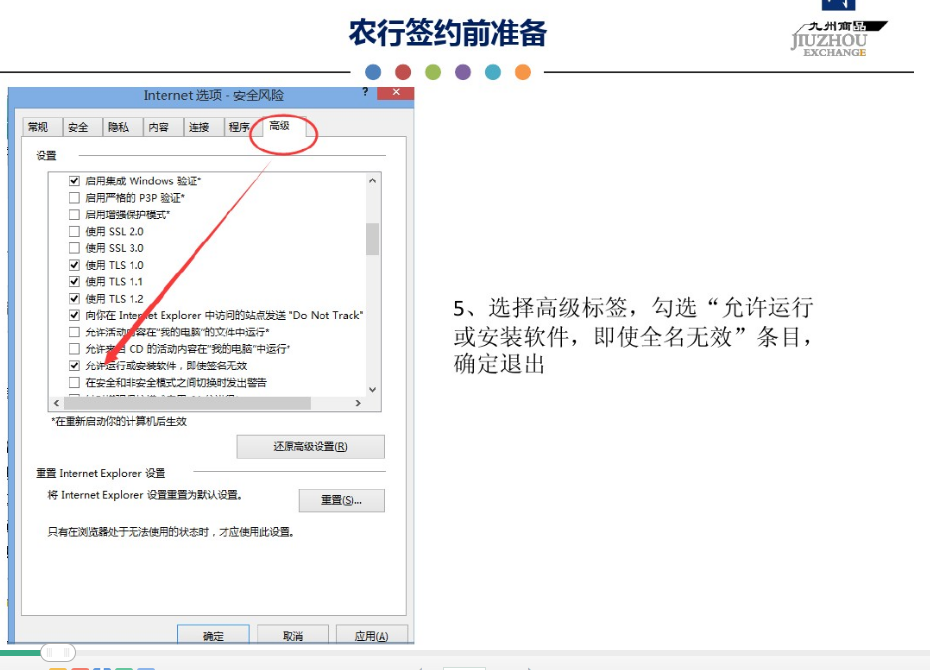 农行签约前准备
九州商品
JIUZHOU
EXCHANGE
Internet 选项 - 安全风险
?
×
常规 安全 隐私 内容 连接 程序 高级
设置
启用集成 Windows 验证*
启用严格的 P3P 验证*
启用增强保护模式*
使用 SSL 2.0
使用 SSL 3.0
使用 TLS 1.0
使用 TLS 1.1
使用 TLS 1.2
向你在 Internet Explorer 中访问的站点发送 "Do Not Track"
允许活动内容在"我的电脑"的文件中运行*
允许来自 CD 的活动内容在"我的电脑"中运行*
允许运行或安装软件，即使签名无效
在安全和非安全模式之间切换时发出警告
*在重新启动你的计算机后生效
还原高级设置(R)
重置 Internet Explorer 设置
将 Internet Explorer 设置重置为默认设置。
重置(S)...
只有在浏览器处于无法使用的状态时，才应使用此设置。
确定 取消 应用(A)
5、选择高级标签，勾选“允许运行
或安装软件，即使全名无效”条目，
确定退出